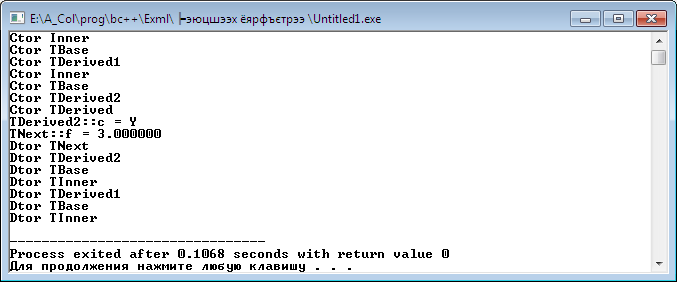 E:\A_Col\prog\bc++\Exml\ ├эюцшээх ёярфъєтрээ \Untitled1.exe
Ctor Inner
Ctor TBase
Ctor TDerived1
Ctor Inner
Ctor TBase
Ctor TDerived2
Ctor TDerived
TDerived2::c = Y
TNext::f = 3.000000
Dtor TNext
Dtor TDerived2
Dtor TBase
Dtor TInner
Dtor TDerived1
Dtor TBase
Dtor TInner
--------------------------------
Process exited after 0.1068 seconds with return value 0
Для продолжения нажмите любую клавишу . . .